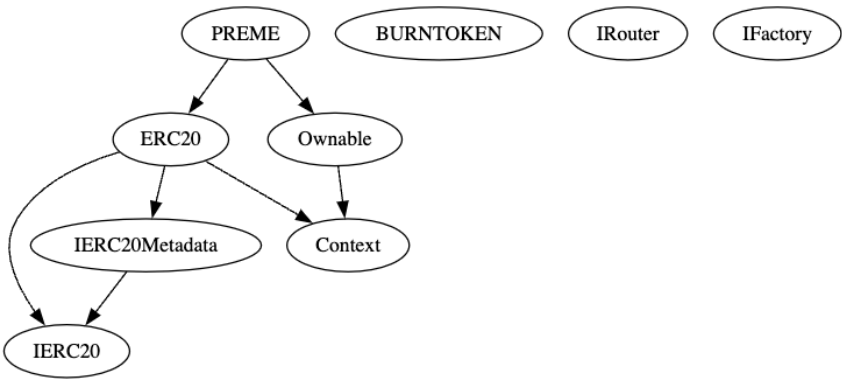 PREME BURNTOKEN IRouter IFactory
ERC20 Ownable
IERC20Metadata Context
IERC20